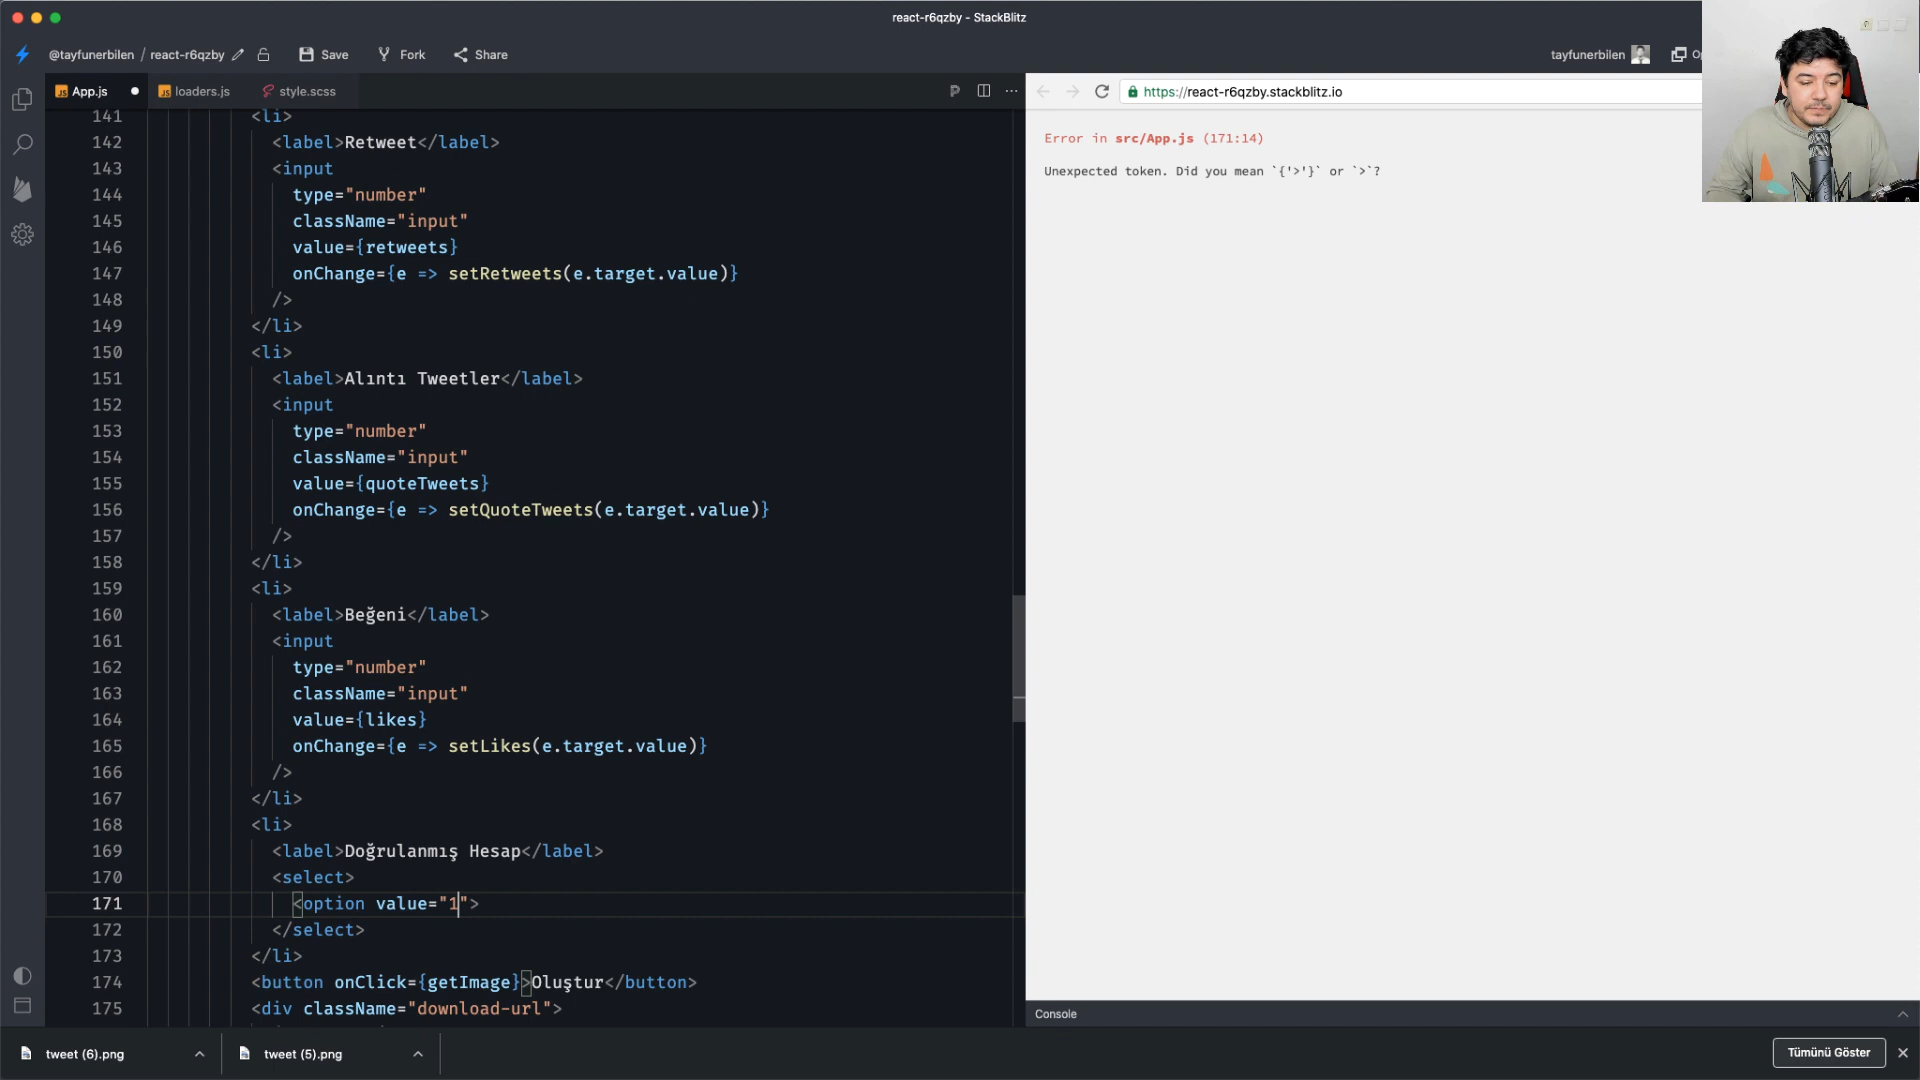 react-r6qzby - StackBlitz
@tayfunerbilen / react-r6qzby Save Fork Share
tayfunerbilen
App.js loaders.js style.scss
https://react-r6qzby.stackblitz.io
Error in src/App.js (171:14)
Unexpected token. Did you mean `{'>'}` or `&gt;`?
141 <li>
142 <label>Retweet</label>
143 <input
144 type="number"
145 className="input"
146 value={retweets}
147 onChange={e => setRetweets(e.target.value)}
148 />
149 </li>
150 <li>
151 <label>Alıntı Tweetler</label>
152 <input
153 type="number"
154 className="input"
155 value={quoteTweets}
156 onChange={e => setQuoteTweets(e.target.value)}
157 />
158 </li>
159 <li>
160 <label>Beğeni</label>
161 <input
162 type="number"
163 className="input"
164 value={likes}
165 onChange={e => setLikes(e.target.value)}
166 />
167 </li>
168 <li>
169 <label>Doğrulanmış Hesap</label>
170 <select>
171 <option value="1">
172 </select>
173 </li>
174 <button onClick={getImage}>Oluştur</button>
175 <div className="download-url">
Console
tweet (6).png
tweet (5).png
Tümünü Göster